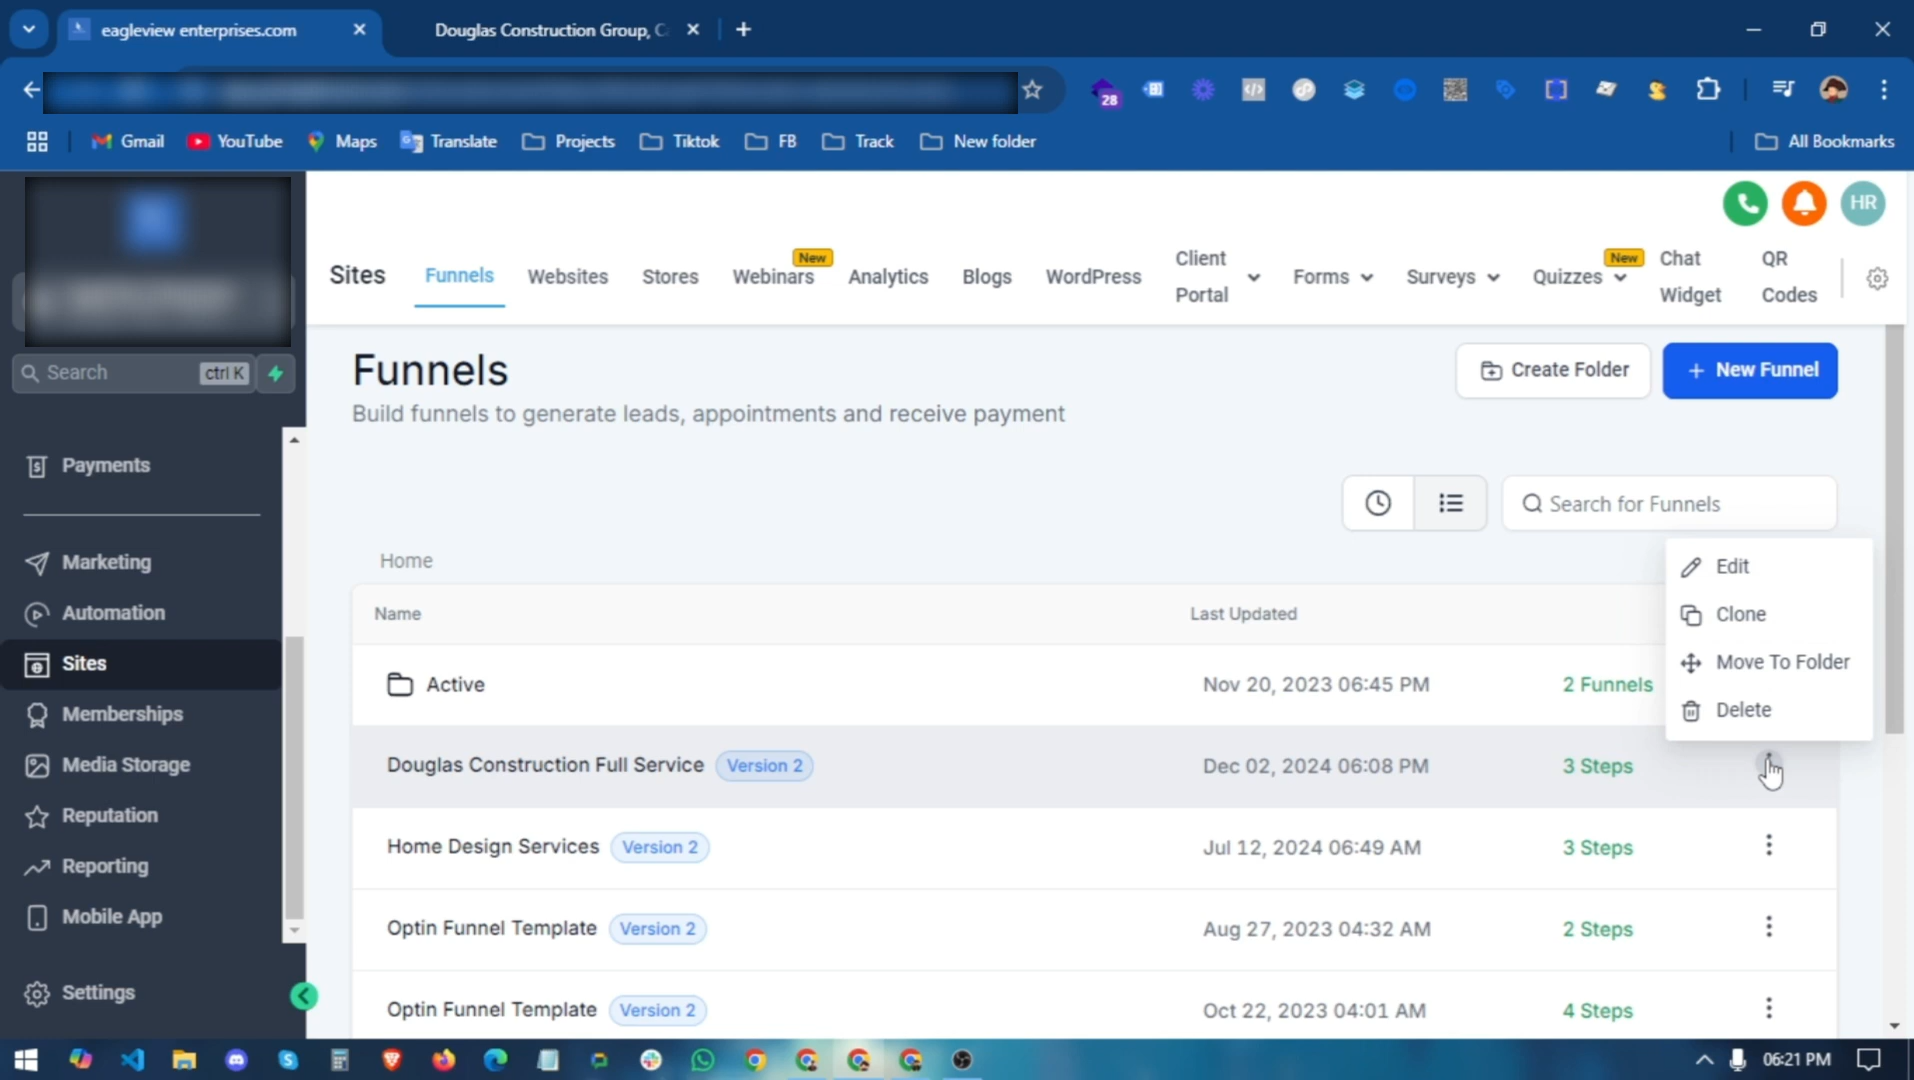 eagleview enterprises.com
Douglas Construction Group, C
28
Gmail
YouTube
Maps
Translate
Projects
Tiktok
FB
Track
New folder
All Bookmarks
HR
Search
ctrl K
Payments
Marketing
Automation
Sites
Memberships
Media Storage
Reputation
Reporting
Mobile App
Settings
Sites
Funnels
Websites
Stores
Webinars
New
Analytics
Blogs
WordPress
Client
Portal
Forms
Surveys
Quizzes
New
Chat
Widget
QR
Codes
Funnels
Build funnels to generate leads, appointments and receive payment
Create Folder
+ New Funnel
Search for Funnels
Home
Edit
Clone
Move To Folder
Delete
Name
Last Updated
Active
Nov 20, 2023 06:45 PM
2 Funnels
Douglas Construction Full Service
Version 2
Dec 02, 2024 06:08 PM
3 Steps
Home Design Services
Version 2
Jul 12, 2024 06:49 AM
3 Steps
Optin Funnel Template
Version 2
Aug 27, 2023 04:32 AM
2 Steps
Optin Funnel Template
Version 2
Oct 22, 2023 04:01 AM
4 Steps
06:21 PM